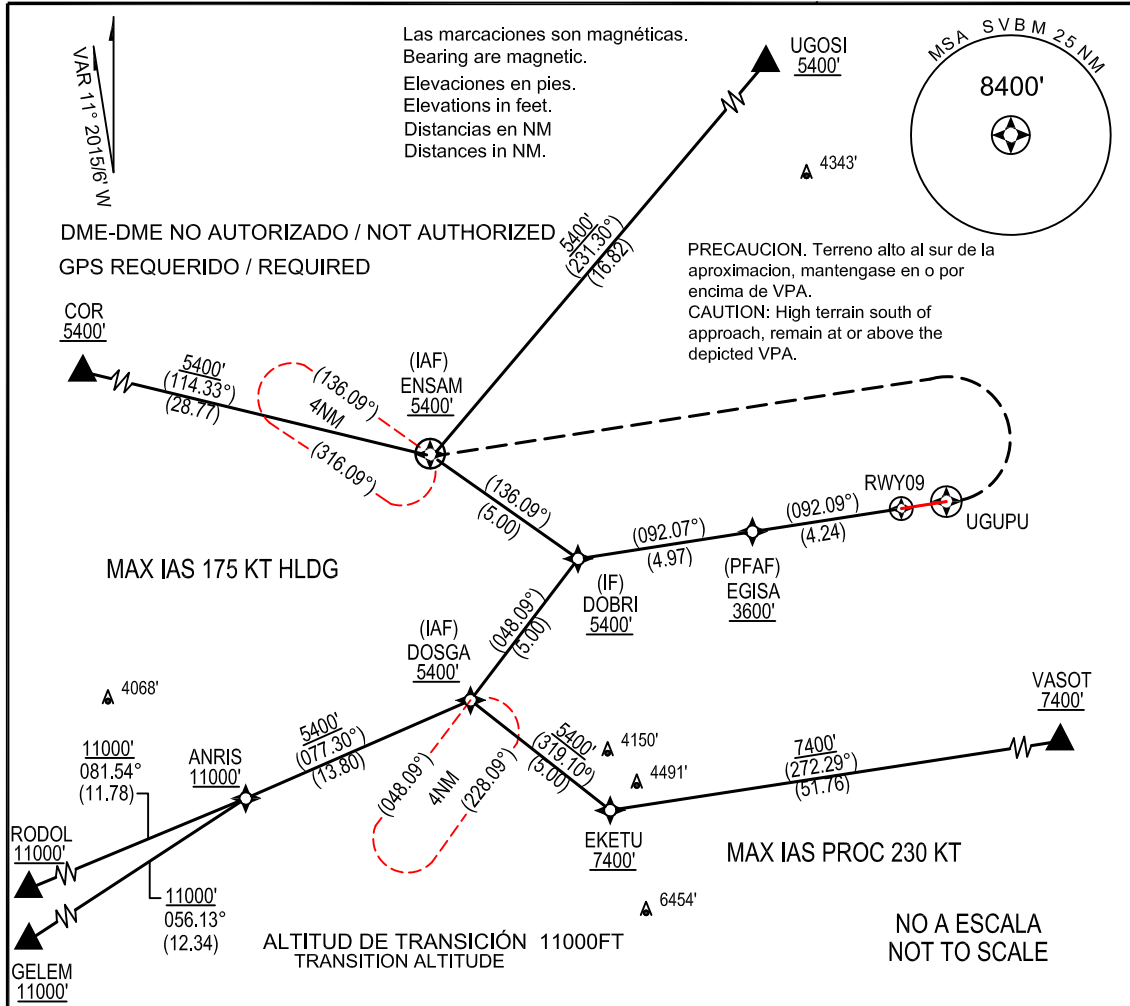 VAR 11° 2015/6' W
Las marcaciones son magnéticas.
Bearing are magnetic.
Elevaciones en pies.
Elevations in feet.
Distancias en NM
Distances in NM.
UGOSI
5400'
MSA SVBM 25 NM
8400'
4343'
DME-DME NO AUTORIZADO / NOT AUTHORIZED
GPS REQUERIDO / REQUIRED
5400'
(231.30°)
(16.82)
PRECAUCION. Terreno alto al sur de la
aproximacion, mantengase en o por
encima de VPA.
CAUTION: High terrain south of
approach, remain at or above the
depicted VPA.
COR
5400'
5400'
(114.33°)
(28.77)
(136.09°)
4NM
(316.09°)
(IAF)
ENSAM
5400'
(136.09°)
(5.00)
RWY09
UGUPU
(092.07°)
(4.97)
(092.09°)
(4.24)
MAX IAS 175 KT HLDG
(IF)
DOBRI
5400'
(PFAF)
EGISA
3600'
(048.09°)
(5.00)
(IAF)
DOSGA
5400'
4068'
5400'
(077.30°)
(13.80)
ANRIS
11000'
11000'
081.54°
(11.78)
(048.09°)
4NM
(228.09°)
5400'
(319.10°)
(5.00)
4150'
4491'
VASOT
7400'
7400'
(272.29°)
(51.76)
EKETU
7400'
RODOL
11000'
MAX IAS PROC 230 KT
11000'
056.13°
(12.34)
6454'
GELEM
11000'
ALTITUD DE TRANSICIÓN 11000FT
TRANSITION ALTITUDE
NO A ESCALA
NOT TO SCALE